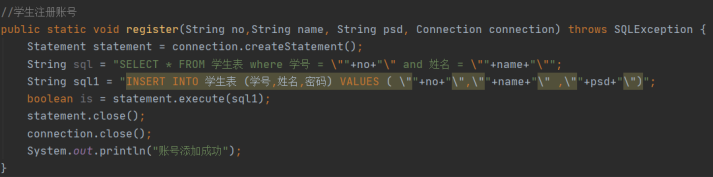 //学生注册账号
public static void register(String no,String name, String psd, Connection connection) throws SQLException {
    Statement statement = connection.createStatement();
    String sql = "SELECT * FROM 学生表 where 学号 = \""+no+"\" and 姓名 = \""+name+"\"";
    String sql1 = "INSERT INTO 学生表 (学号,姓名,密码) VALUES ( \""+no+"\",\""+name+"\" ,\""+psd+"\")";
    boolean is = statement.execute(sql1);
    statement.close();
    connection.close();
    System.out.println("账号添加成功");
}